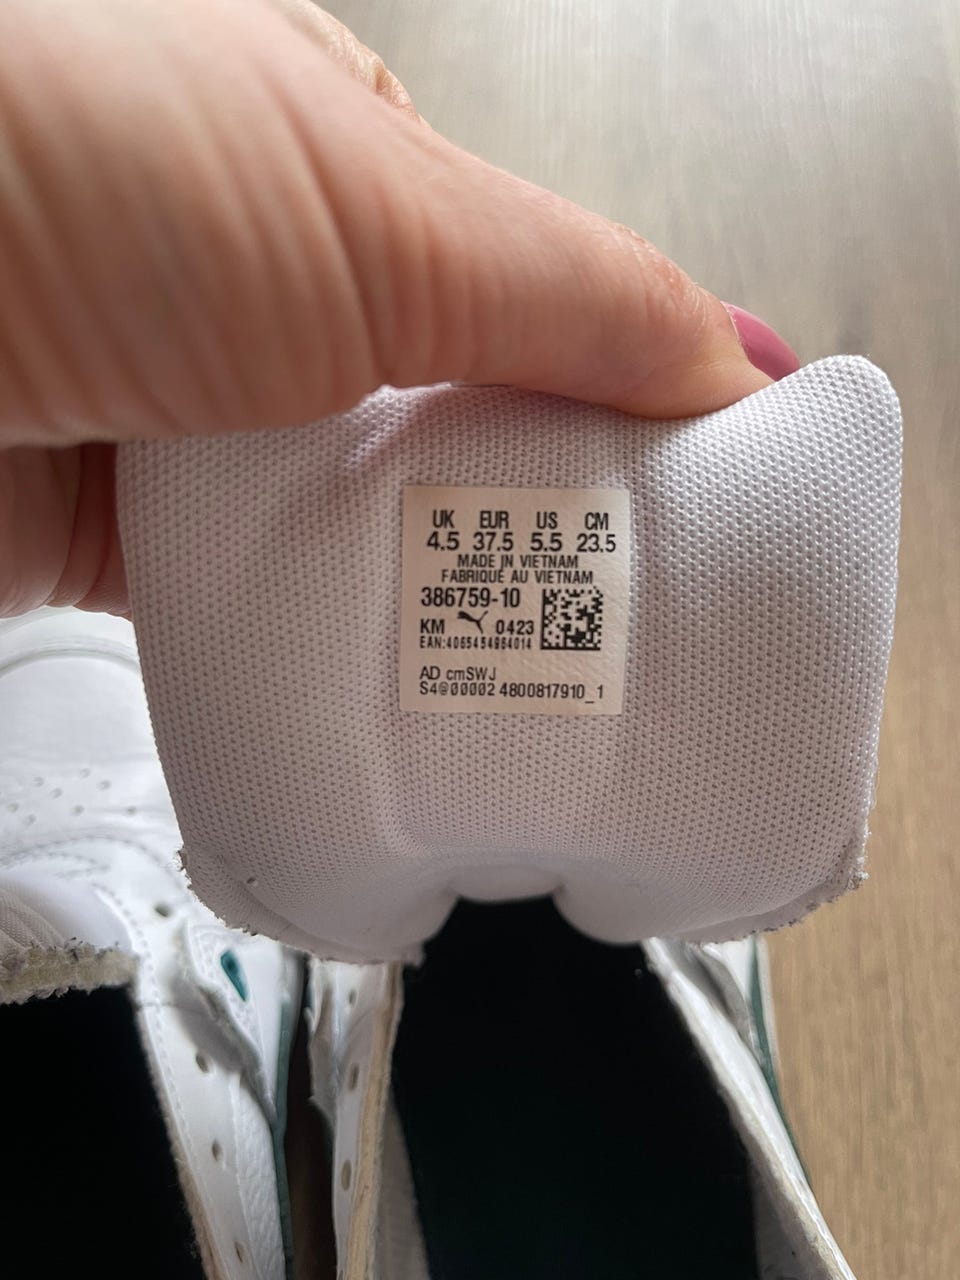 UK EUR US CM
4.5 37.5 5.5 23.5
MADE IN VIETNAM
FABRIQUÉ AU VIETNAM
386759-10
KM 0423
EAN:4065454964014
AD cmSWJ
S4@00002 4800817910_1